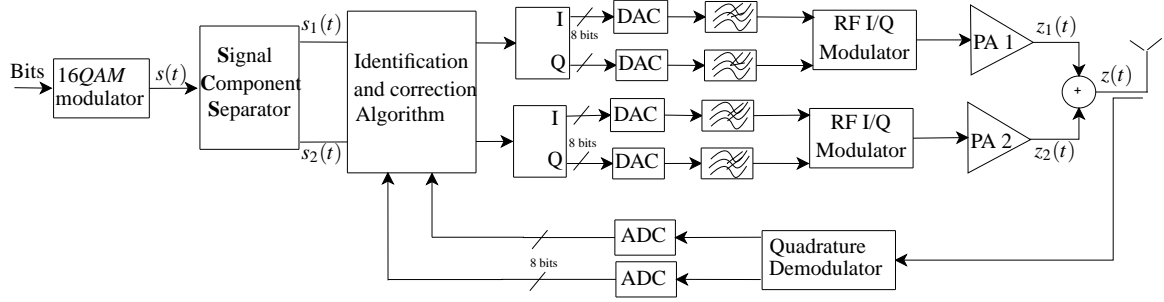 Bits
16QAM
modulator
s(t)
Signal
Component
Separator
s₁(t)
s₂(t)
Identification
and correction
Algorithm
I
Q
8 bits
DAC
DAC
RF I/Q
Modulator
PA 1
z₁(t)
I
Q
8 bits
DAC
DAC
RF I/Q
Modulator
PA 2
z₂(t)
+
z(t)
8 bits
ADC
ADC
Quadrature
Demodulator